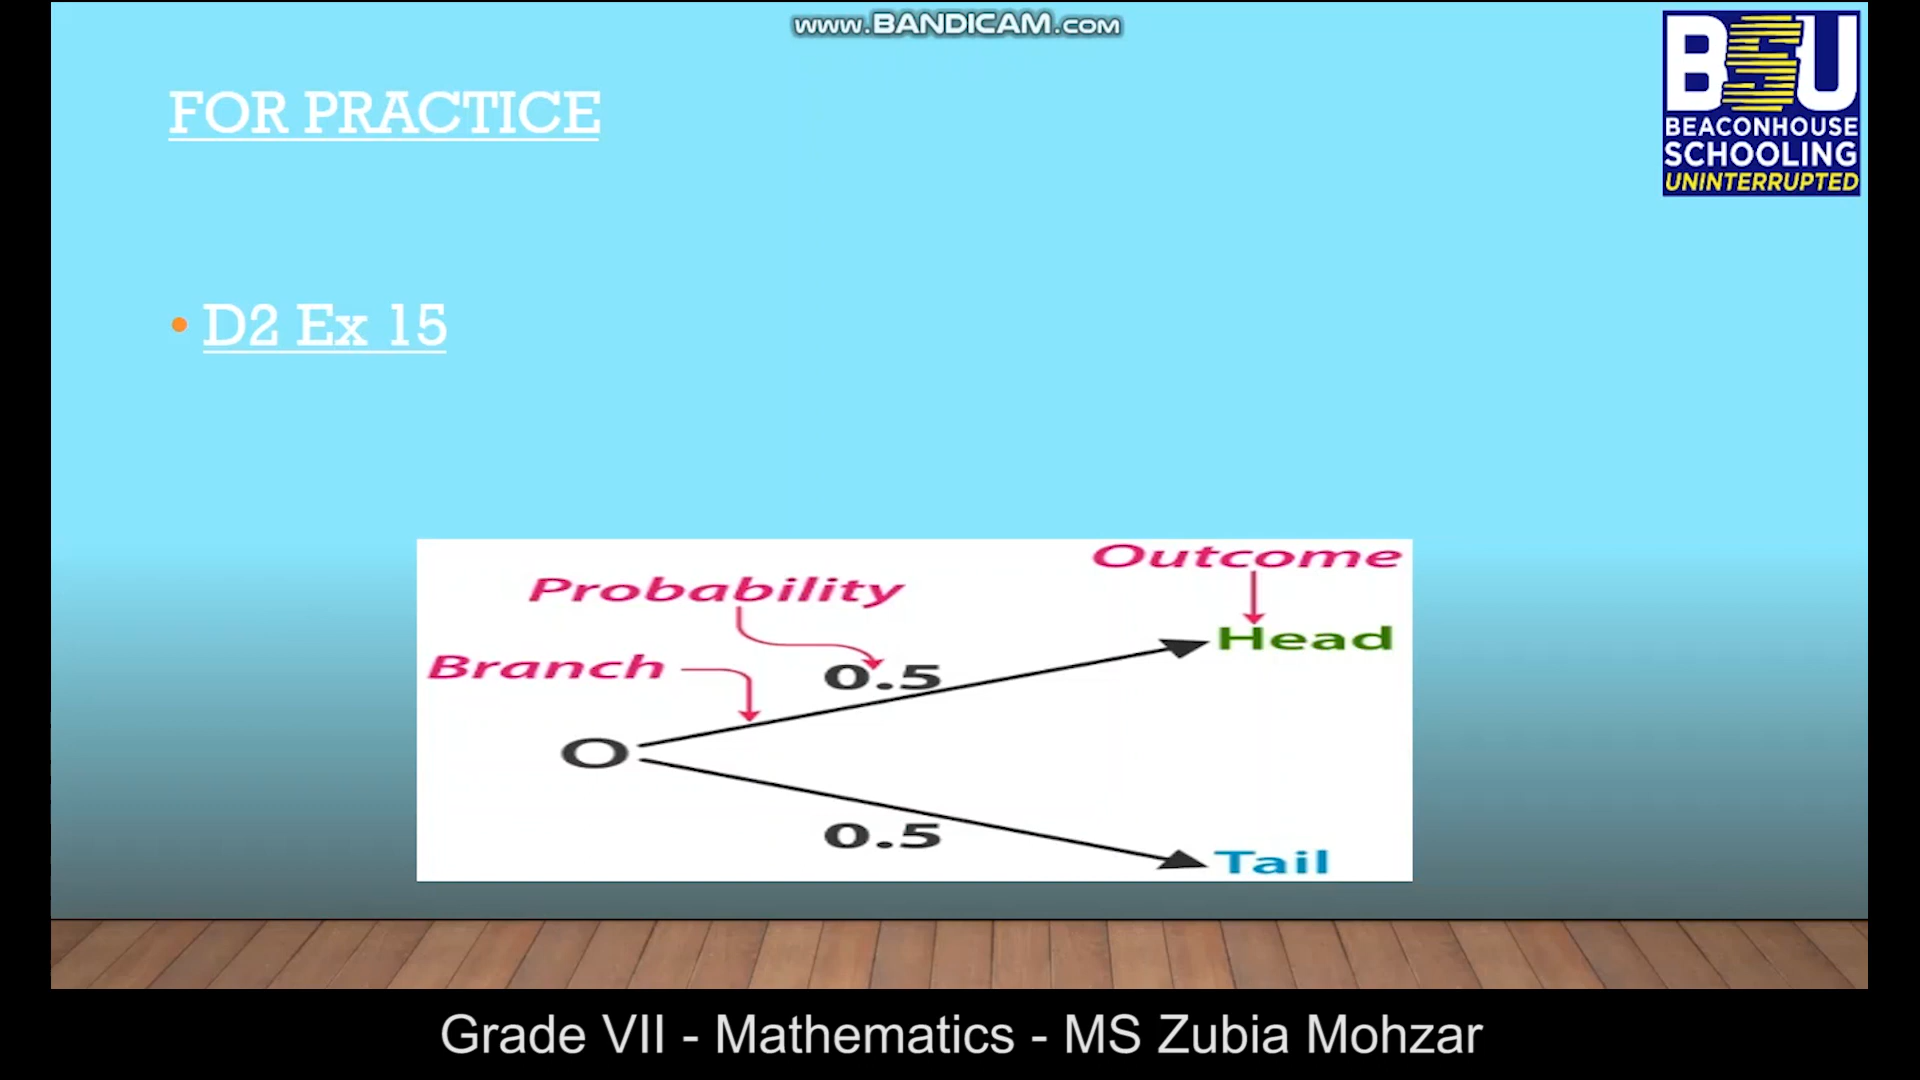 www.BANDICAM.com
BSU
BEACONHOUSE
SCHOOLING
UNINTERRUPTED
FOR PRACTICE
• D2 Ex 15
Outcome
Probability
Head
Branch
0.5
O
0.5
Tail
Grade VII - Mathematics - MS Zubia Mohzar